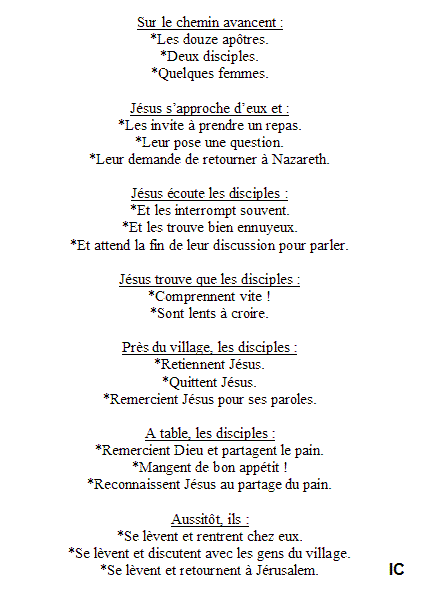 Sur le chemin avancent :
*Les douze apôtres.
*Deux disciples.
*Quelques femmes.
Jésus s’approche d’eux et :
*Les invite à prendre un repas.
*Leur pose une question.
*Leur demande de retourner à Nazareth.
Jésus écoute les disciples :
*Et les interrompt souvent.
*Et les trouve bien ennuyeux.
*Et attend la fin de leur discussion pour parler.
Jésus trouve que les disciples :
*Comprennent vite !
*Sont lents à croire.
Près du village, les disciples :
*Retiennent Jésus.
*Quittent Jésus.
*Remercient Jésus pour ses paroles.
A table, les disciples :
*Remercient Dieu et partagent le pain.
*Mangent de bon appétit !
*Reconnaissent Jésus au partage du pain.
Aussitôt, ils :
*Se lèvent et rentrent chez eux.
*Se lèvent et discutent avec les gens du village.
*Se lèvent et retournent à Jérusalem.
IC